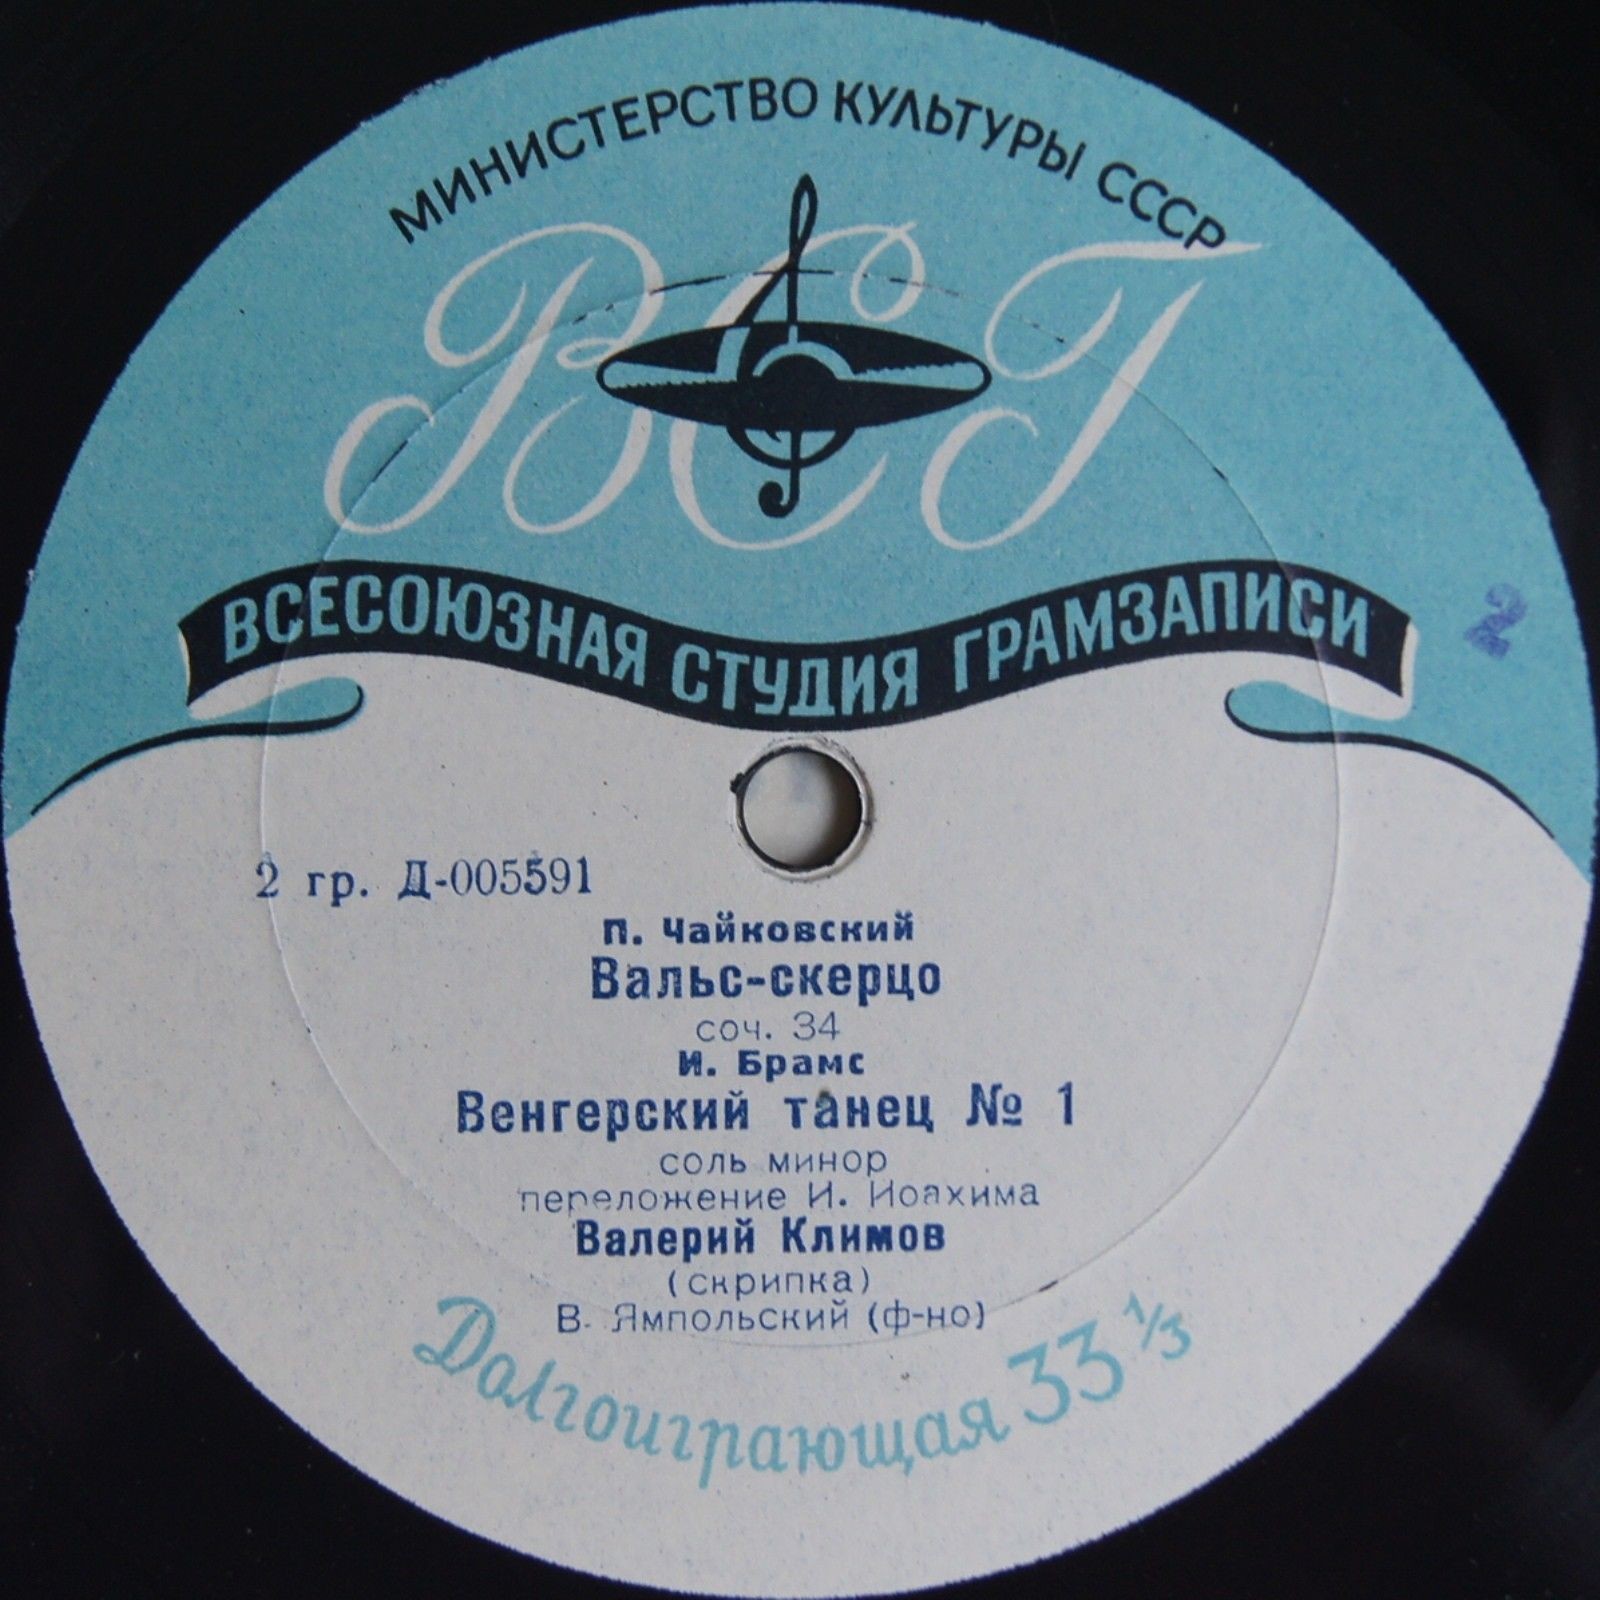 МИНИСТЕРСТВО КУЛЬТУРЫ СССР
ВСГ
ВСЕСОЮЗНАЯ СТУДИЯ ГРАМЗАПИСИ
2
2 гр. Д-005591
П. Чайковский
Вальс-скерцо
соч. 34
И. Брамс
Венгерский танец № 1
соль минор
переложение И. Иоахима
Валерий Климов
(скрипка)
В. Ямпольский (ф-но)
Долгоиграющая 33 1/3